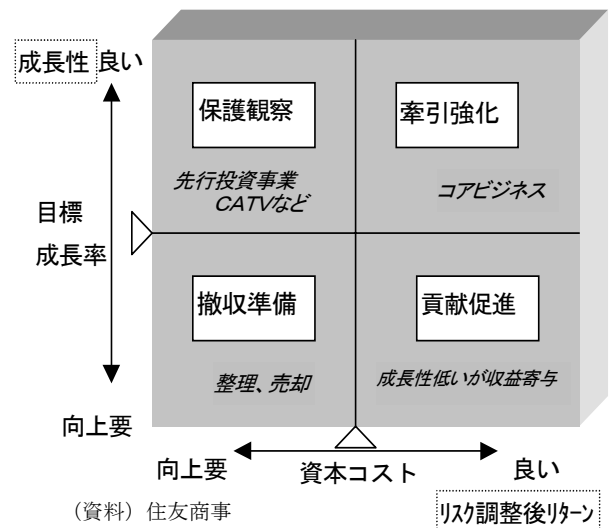 成長性 良い
保護観察
牽引強化
先行投資事業
CATVなど
コアビジネス
目標
成長率
撤収準備
貢献促進
整理、売却
成長性低いが収益寄与
向上要
向上要
資本コスト
良い
（資料）住友商事
リスク調整後リターン